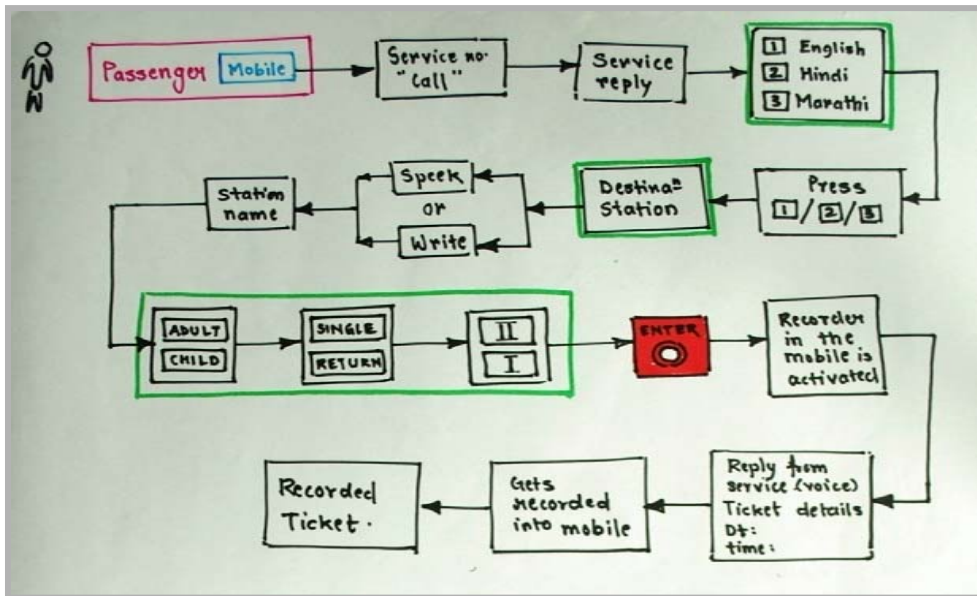 Passenger Mobile
Service no.
"Call"
Service
reply
1 English
2 Hindi
3 Marathi
Press
1/2/3
Destinaⁿ
Station
Speek
or
Write
Station
name
ADULT
CHILD
SINGLE
RETURN
II
I
ENTER
Recorder
in the
mobile is
activated
Reply from
service (voice)
Ticket details
Dt:
time:
Gets
recorded
into mobile
Recorded
Ticket.